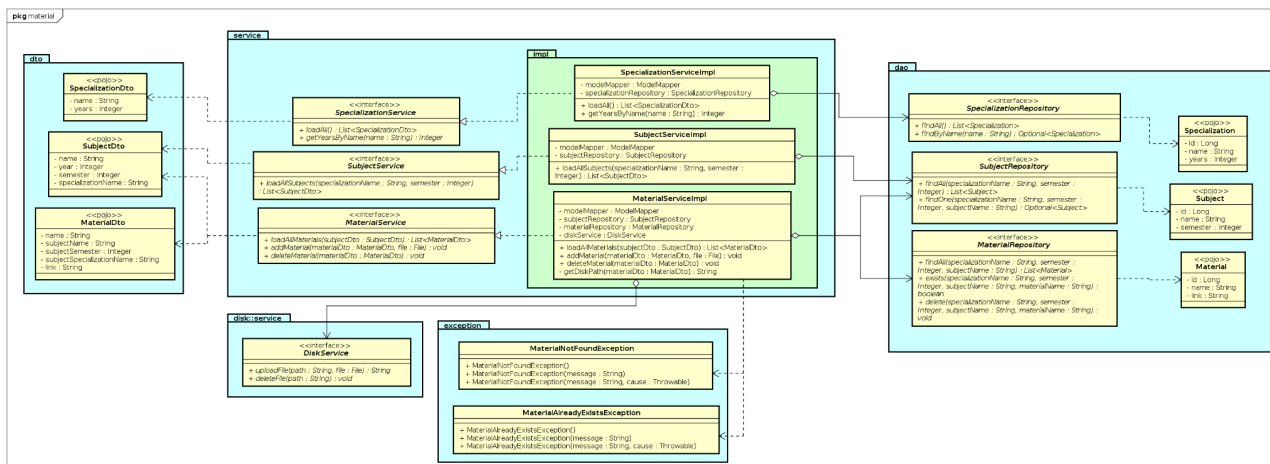 pkg material
dto
<<pojo>>
SpecializationDto
- name : String
- years : Integer
<<pojo>>
SubjectDto
- name : String
- year : Integer
- semester : Integer
- specializationName : String
<<pojo>>
MaterialDto
- name : String
- subjectName : String
- subjectSemester : Integer
- subjectSpecializationName : String
- link : String
service
<<interface>>
SpecializationService
+ loadAll() : List<SpecializationDto>
+ getYearsByName(name : String) : Integer
<<interface>>
SubjectService
+ loadAllSubjects(specializationName : String, semester : Integer)
: List<SubjectDto>
<<interface>>
MaterialService
+ loadAllMaterials(subjectDto : SubjectDto) : List<MaterialDto>
+ addMaterial(materialDto : MaterialDto, file : File) : void
+ deleteMaterial(materialDto : MaterialDto) : void
impl
SpecializationServiceImpl
- modelMapper : ModelMapper
- specializationRepository : SpecializationRepository
+ loadAll() : List<SpecializationDto>
+ getYearsByName(name : String) : Integer
SubjectServiceImpl
- modelMapper : ModelMapper
- subjectRepository : SubjectRepository
+ loadAllSubjects(specializationName : String, semester :
Integer) : List<SubjectDto>
MaterialServiceImpl
- modelMapper : ModelMapper
- subjectRepository : SubjectRepository
- materialRepository : MaterialRepository
- diskService : DiskService
+ loadAllMaterials(subjectDto : SubjectDto) : List<MaterialDto>
+ addMaterial(materialDto : MaterialDto, file : File) : void
+ deleteMaterial(materialDto : MaterialDto) : void
- getDiskPath(materialDto : MaterialDto) : String
dao
<<interface>>
SpecializationRepository
+ findAll() : List<Specialization>
+ findByName(name : String) : Optional<Specialization>
<<interface>>
SubjectRepository
+ findAll(specializationName : String, semester :
Integer) : List<Subject>
+ findOne(specializationName : String, semester :
Integer, subjectName : String) : Optional<Subject>
<<interface>>
MaterialRepository
+ findAll(specializationName : String, semester :
Integer, subjectName : String) : List<Material>
+ exists(specializationName : String, semester :
Integer, subjectName : String, materialName : String) :
boolean
+ delete(specializationName : String, semester :
Integer, subjectName : String, materialName : String) :
void
<<pojo>>
Specialization
- id : Long
- name : String
- years : Integer
<<pojo>>
Subject
- id : Long
- name : String
- semester : Integer
<<pojo>>
Material
- id : Long
- name : String
- link : String
disk::service
<<interface>>
DiskService
+ uploadFile(path : String, file : File) : String
+ deleteFile(path : String) : void
exception
MaterialNotFoundException
+ MaterialNotFoundException()
+ MaterialNotFoundException(message : String)
+ MaterialNotFoundException(message : String, cause : Throwable)
MaterialAlreadyExistsException
+ MaterialAlreadyExistsException()
+ MaterialAlreadyExistsException(message : String)
+ MaterialAlreadyExistsException(message : String, cause : Throwable)